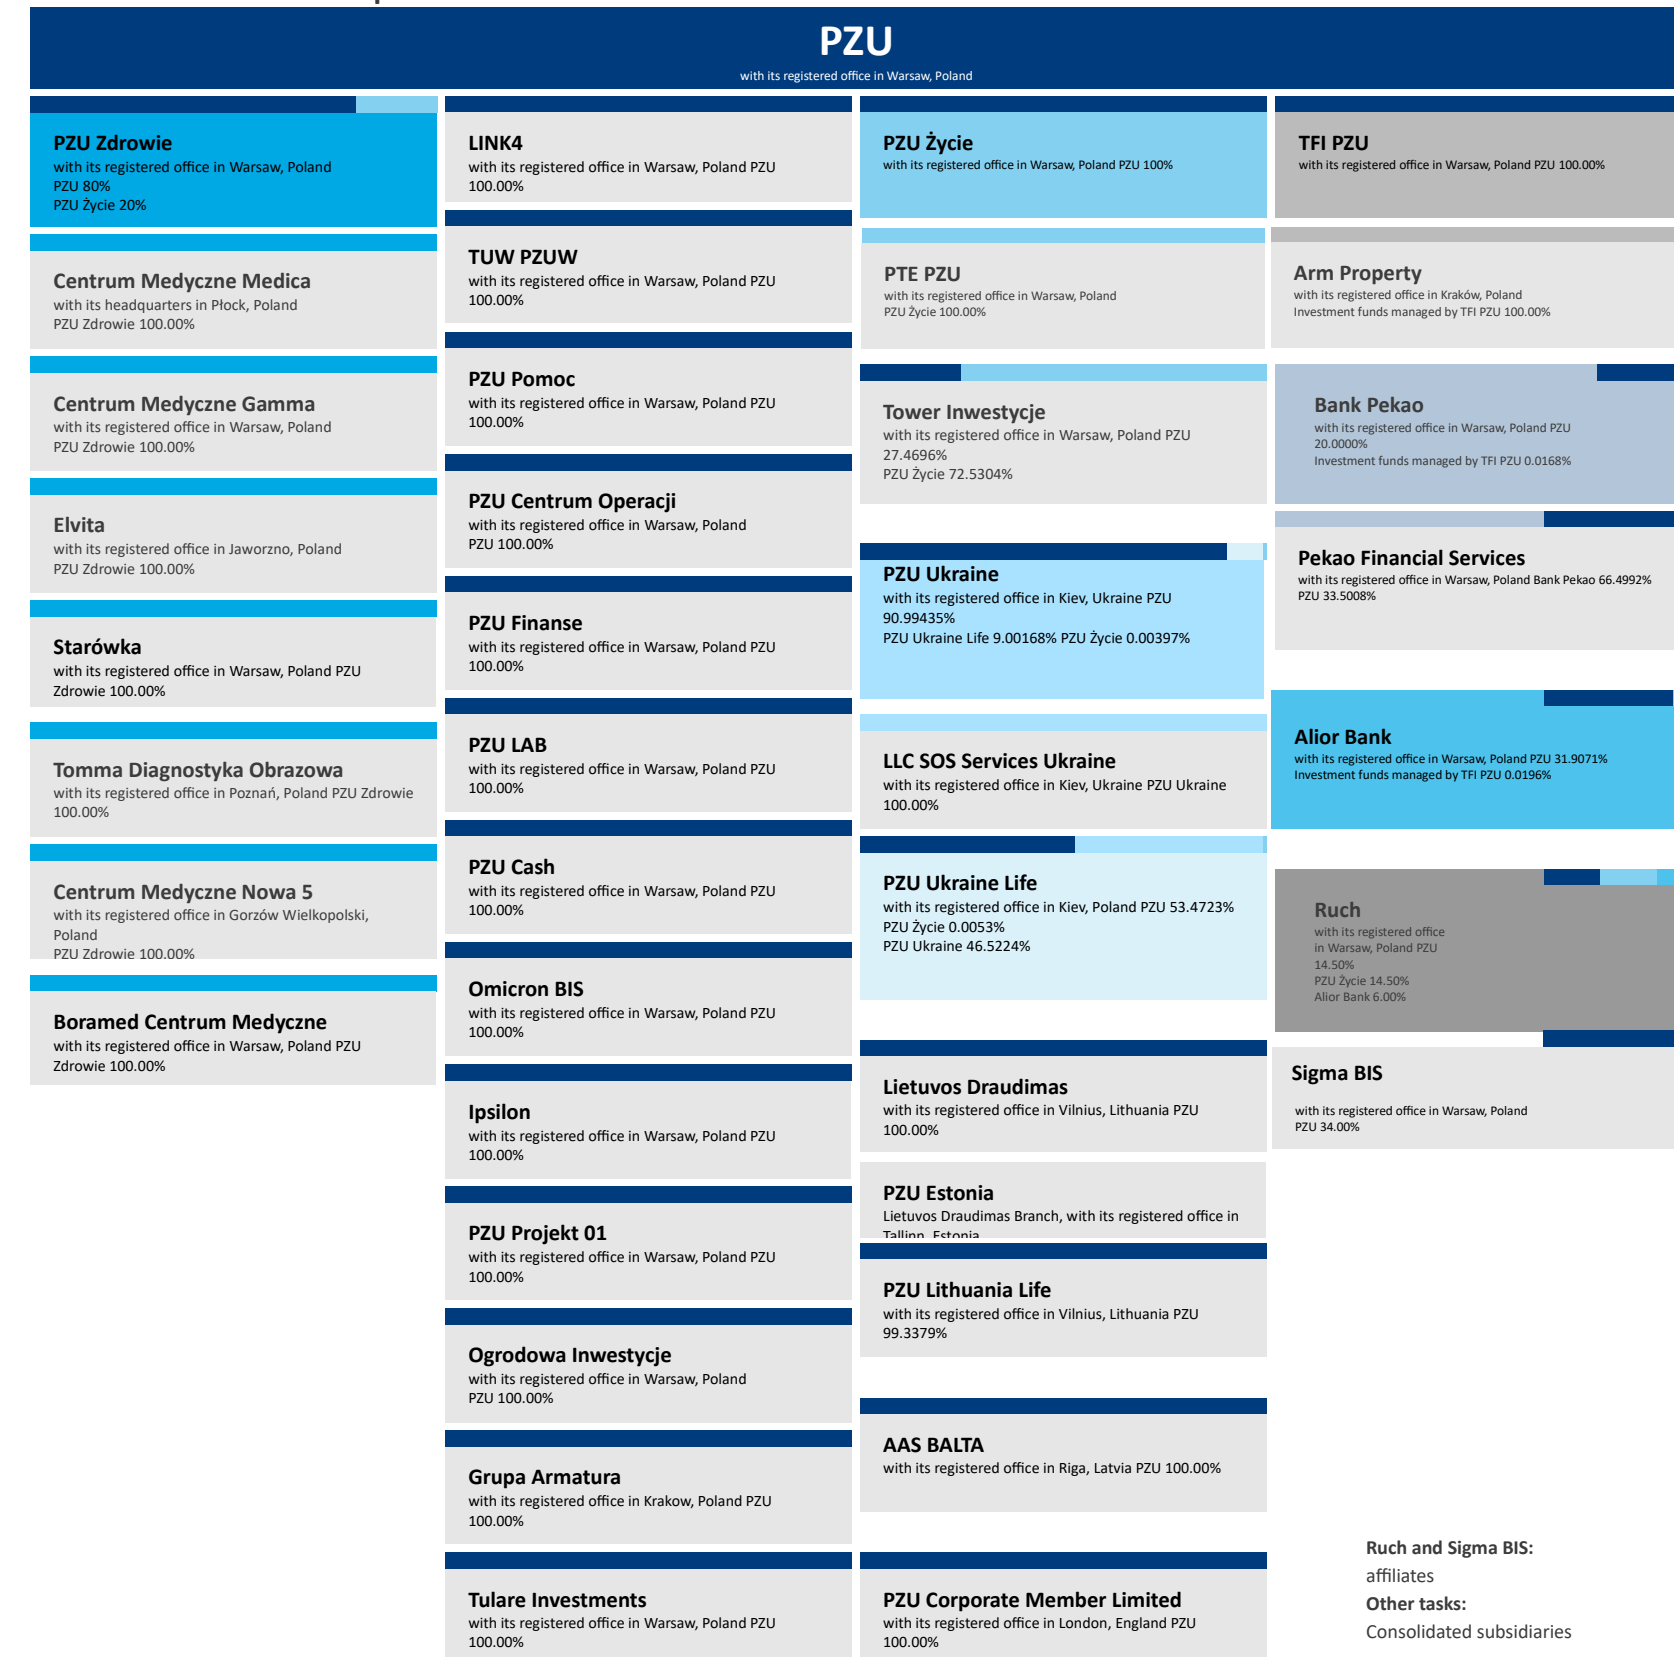 PZU
with its registered office in Warsaw, Poland
PZU Zdrowie
with its registered office in Warsaw, Poland
PZU 80%
PZU Życie 20%
Centrum Medyczne Medica
with its headquarters in Płock, Poland
PZU Zdrowie 100.00%
Centrum Medyczne Gamma
with its registered office in Warsaw, Poland
PZU Zdrowie 100.00%
Elvita
with its registered office in Jaworzno, Poland
PZU Zdrowie 100.00%
Starówka
with its registered office in Warsaw, Poland PZU
Zdrowie 100.00%
Tomma Diagnostyka Obrazowa
with its registered office in Poznań, Poland PZU Zdrowie
100.00%
Centrum Medyczne Nowa 5
with its registered office in Gorzów Wielkopolski,
Poland
PZU Zdrowie 100.00%
Boramed Centrum Medyczne
with its registered office in Warsaw, Poland PZU
Zdrowie 100.00%
LINK4
with its registered office in Warsaw, Poland PZU
100.00%
TUW PZUW
with its registered office in Warsaw, Poland PZU
100.00%
PZU Pomoc
with its registered office in Warsaw, Poland PZU
100.00%
PZU Centrum Operacji
with its registered office in Warsaw, Poland
PZU 100.00%
PZU Finanse
with its registered office in Warsaw, Poland PZU
100.00%
PZU LAB
with its registered office in Warsaw, Poland PZU
100.00%
PZU Cash
with its registered office in Warsaw, Poland PZU
100.00%
Omicron BIS
with its registered office in Warsaw, Poland PZU
100.00%
Ipsilon
with its registered office in Warsaw, Poland PZU
100.00%
PZU Projekt 01
with its registered office in Warsaw, Poland PZU
100.00%
Ogrodowa Inwestycje
with its registered office in Warsaw, Poland
PZU 100.00%
Grupa Armatura
with its registered office in Krakow, Poland PZU
100.00%
Tulare Investments
with its registered office in Warsaw, Poland PZU
100.00%
PZU Życie
with its registered office in Warsaw, Poland PZU 100%
PTE PZU
with its registered office in Warsaw, Poland
PZU Życie 100.00%
Tower Inwestycje
with its registered office in Warsaw, Poland PZU
27.4696%
PZU Życie 72.5304%
PZU Ukraine
with its registered office in Kiev, Ukraine PZU
90.99435%
PZU Ukraine Life 9.00168% PZU Życie 0.00397%
LLC SOS Services Ukraine
with its registered office in Kiev, Ukraine PZU Ukraine
100.00%
PZU Ukraine Life
with its registered office in Kiev, Poland PZU 53.4723%
PZU Życie 0.0053%
PZU Ukraine 46.5224%
Lietuvos Draudimas
with its registered office in Vilnius, Lithuania PZU
100.00%
PZU Estonia
Lietuvos Draudimas Branch, with its registered office in
Tallinn, Estonia
PZU Lithuania Life
with its registered office in Vilnius, Lithuania PZU
99.3379%
AAS BALTA
with its registered office in Riga, Latvia PZU 100.00%
PZU Corporate Member Limited
with its registered office in London, England PZU
100.00%
TFI PZU
with its registered office in Warsaw, Poland PZU 100.00%
Arm Property
with its registered office in Kraków, Poland
Investment funds managed by TFI PZU 100.00%
Bank Pekao
with its registered office in Warsaw, Poland PZU
20.0000%
Investment funds managed by TFI PZU 0.0168%
Pekao Financial Services
with its registered office in Warsaw, Poland Bank Pekao 66.4992%
PZU 33.5008%
Alior Bank
with its registered office in Warsaw, Poland PZU 31.9071%
Investment funds managed by TFI PZU 0.0196%
Ruch
with its registered office
in Warsaw, Poland PZU
14.50%
PZU Życie 14.50%
Alior Bank 6.00%
Sigma BIS
with its registered office in Warsaw, Poland
PZU 34.00%
Ruch and Sigma BIS:
affiliates
Other tasks:
Consolidated subsidiaries